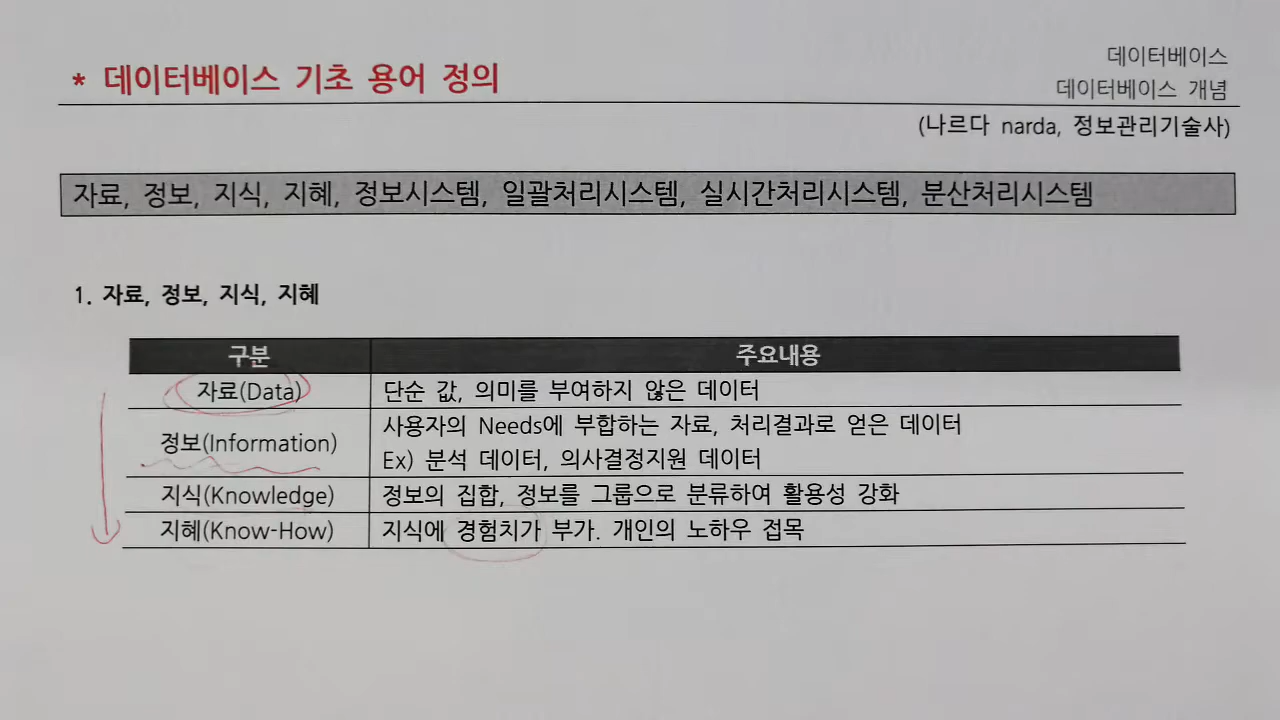 데이터베이스
* 데이터베이스 기초 용어 정의
데이터베이스 개념
(나르다 narda, 정보관리기술사)
자료, 정보, 지식, 지혜, 정보시스템, 일괄처리시스템, 실시간처리시스템, 분산처리시스템
1. 자료, 정보, 지식, 지혜
구분 주요내용
자료(Data) 단순 값, 의미를 부여하지 않은 데이터
정보(Information) 사용자의 Needs에 부합하는 자료, 처리결과로 얻은 데이터
Ex) 분석 데이터, 의사결정지원 데이터
지식(Knowledge) 정보의 집합, 정보를 그룹으로 분류하여 활용성 강화
지혜(Know-How) 지식에 경험치가 부가. 개인의 노하우 접목